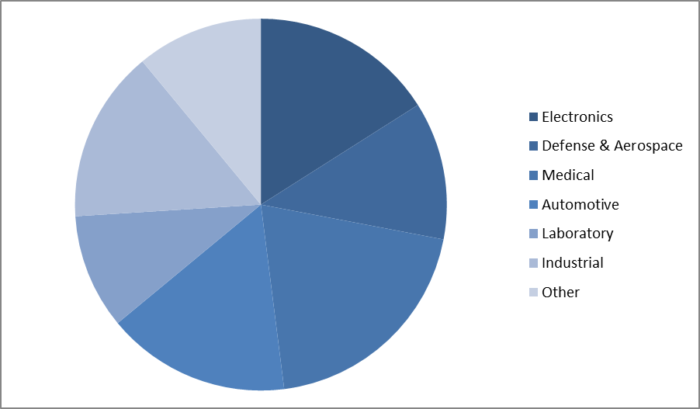 Electronics
Defense & Aerospace
Medical
Automotive
Laboratory
Industrial
Other